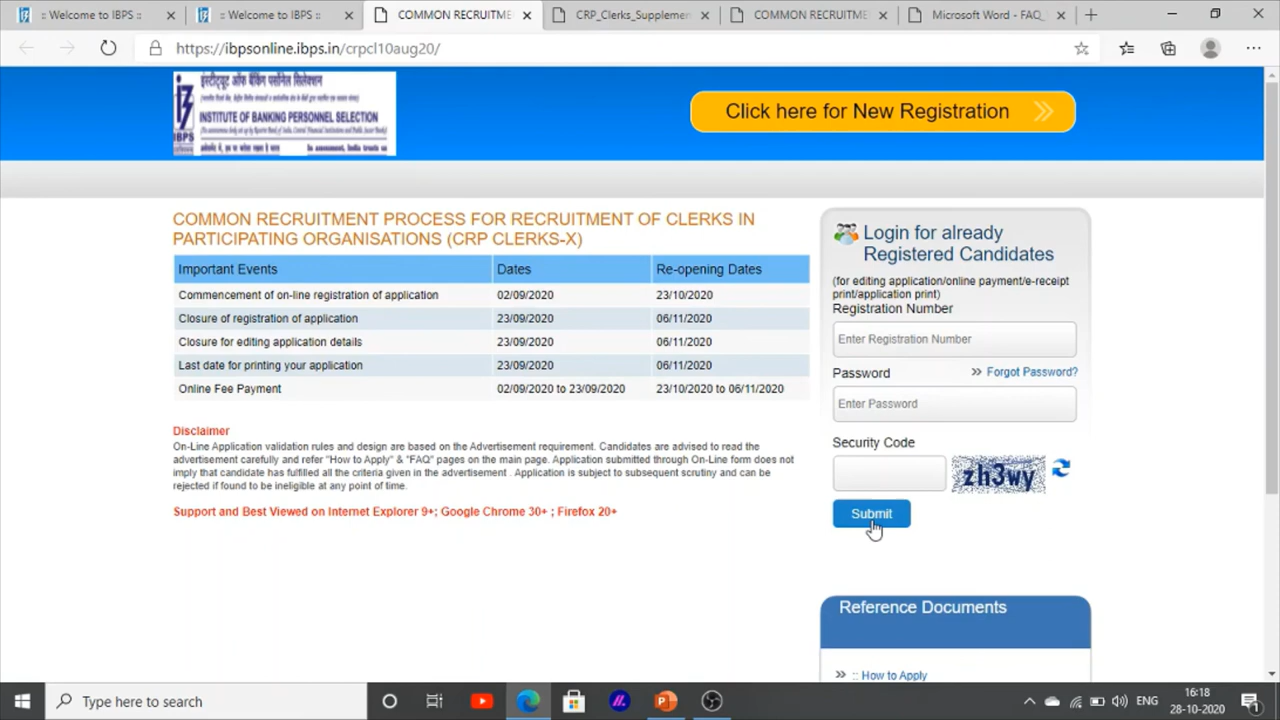 :: Welcome to IBPS ::
:: Welcome to IBPS ::
COMMON RECRUITME
CRP_Clerks_Supplemen
COMMON RECRUITME
Microsoft Word - FAQ_
https://ibpsonline.ibps.in/crpcl10aug20/
इंस्टीट्यूट ऑफ बैंकिंग पर्सोनेल सिलेक्शन
INSTITUTE OF BANKING PERSONNEL SELECTION
IBPS
Click here for New Registration
COMMON RECRUITMENT PROCESS FOR RECRUITMENT OF CLERKS IN
PARTICIPATING ORGANISATIONS (CRP CLERKS-X)
Important Events Dates Re-opening Dates
Commencement of on-line registration of application 02/09/2020 23/10/2020
Closure of registration of application 23/09/2020 06/11/2020
Closure for editing application details 23/09/2020 06/11/2020
Last date for printing your application 23/09/2020 06/11/2020
Online Fee Payment 02/09/2020 to 23/09/2020 23/10/2020 to 06/11/2020
Disclaimer
On-Line Application validation rules and design are based on the Advertisement requirement. Candidates are advised to read the
advertisement carefully and refer "How to Apply" & "FAQ" pages on the main page. Application submitted through On-Line form does not
imply that candidate has fulfilled all the criteria given in the advertisement . Application is subject to subsequent scrutiny and can be
rejected if found to be ineligible at any point of time.
Support and Best Viewed on Internet Explorer 9+; Google Chrome 30+ ; Firefox 20+
Login for already
Registered Candidates
(for editing application/online payment/e-receipt
print/application print)
Registration Number
Enter Registration Number
Password >> Forgot Password?
Enter Password
Security Code
zh3wy
Submit
Reference Documents
>> :: How to Apply
Type here to search
ENG
16:18
28-10-2020
1